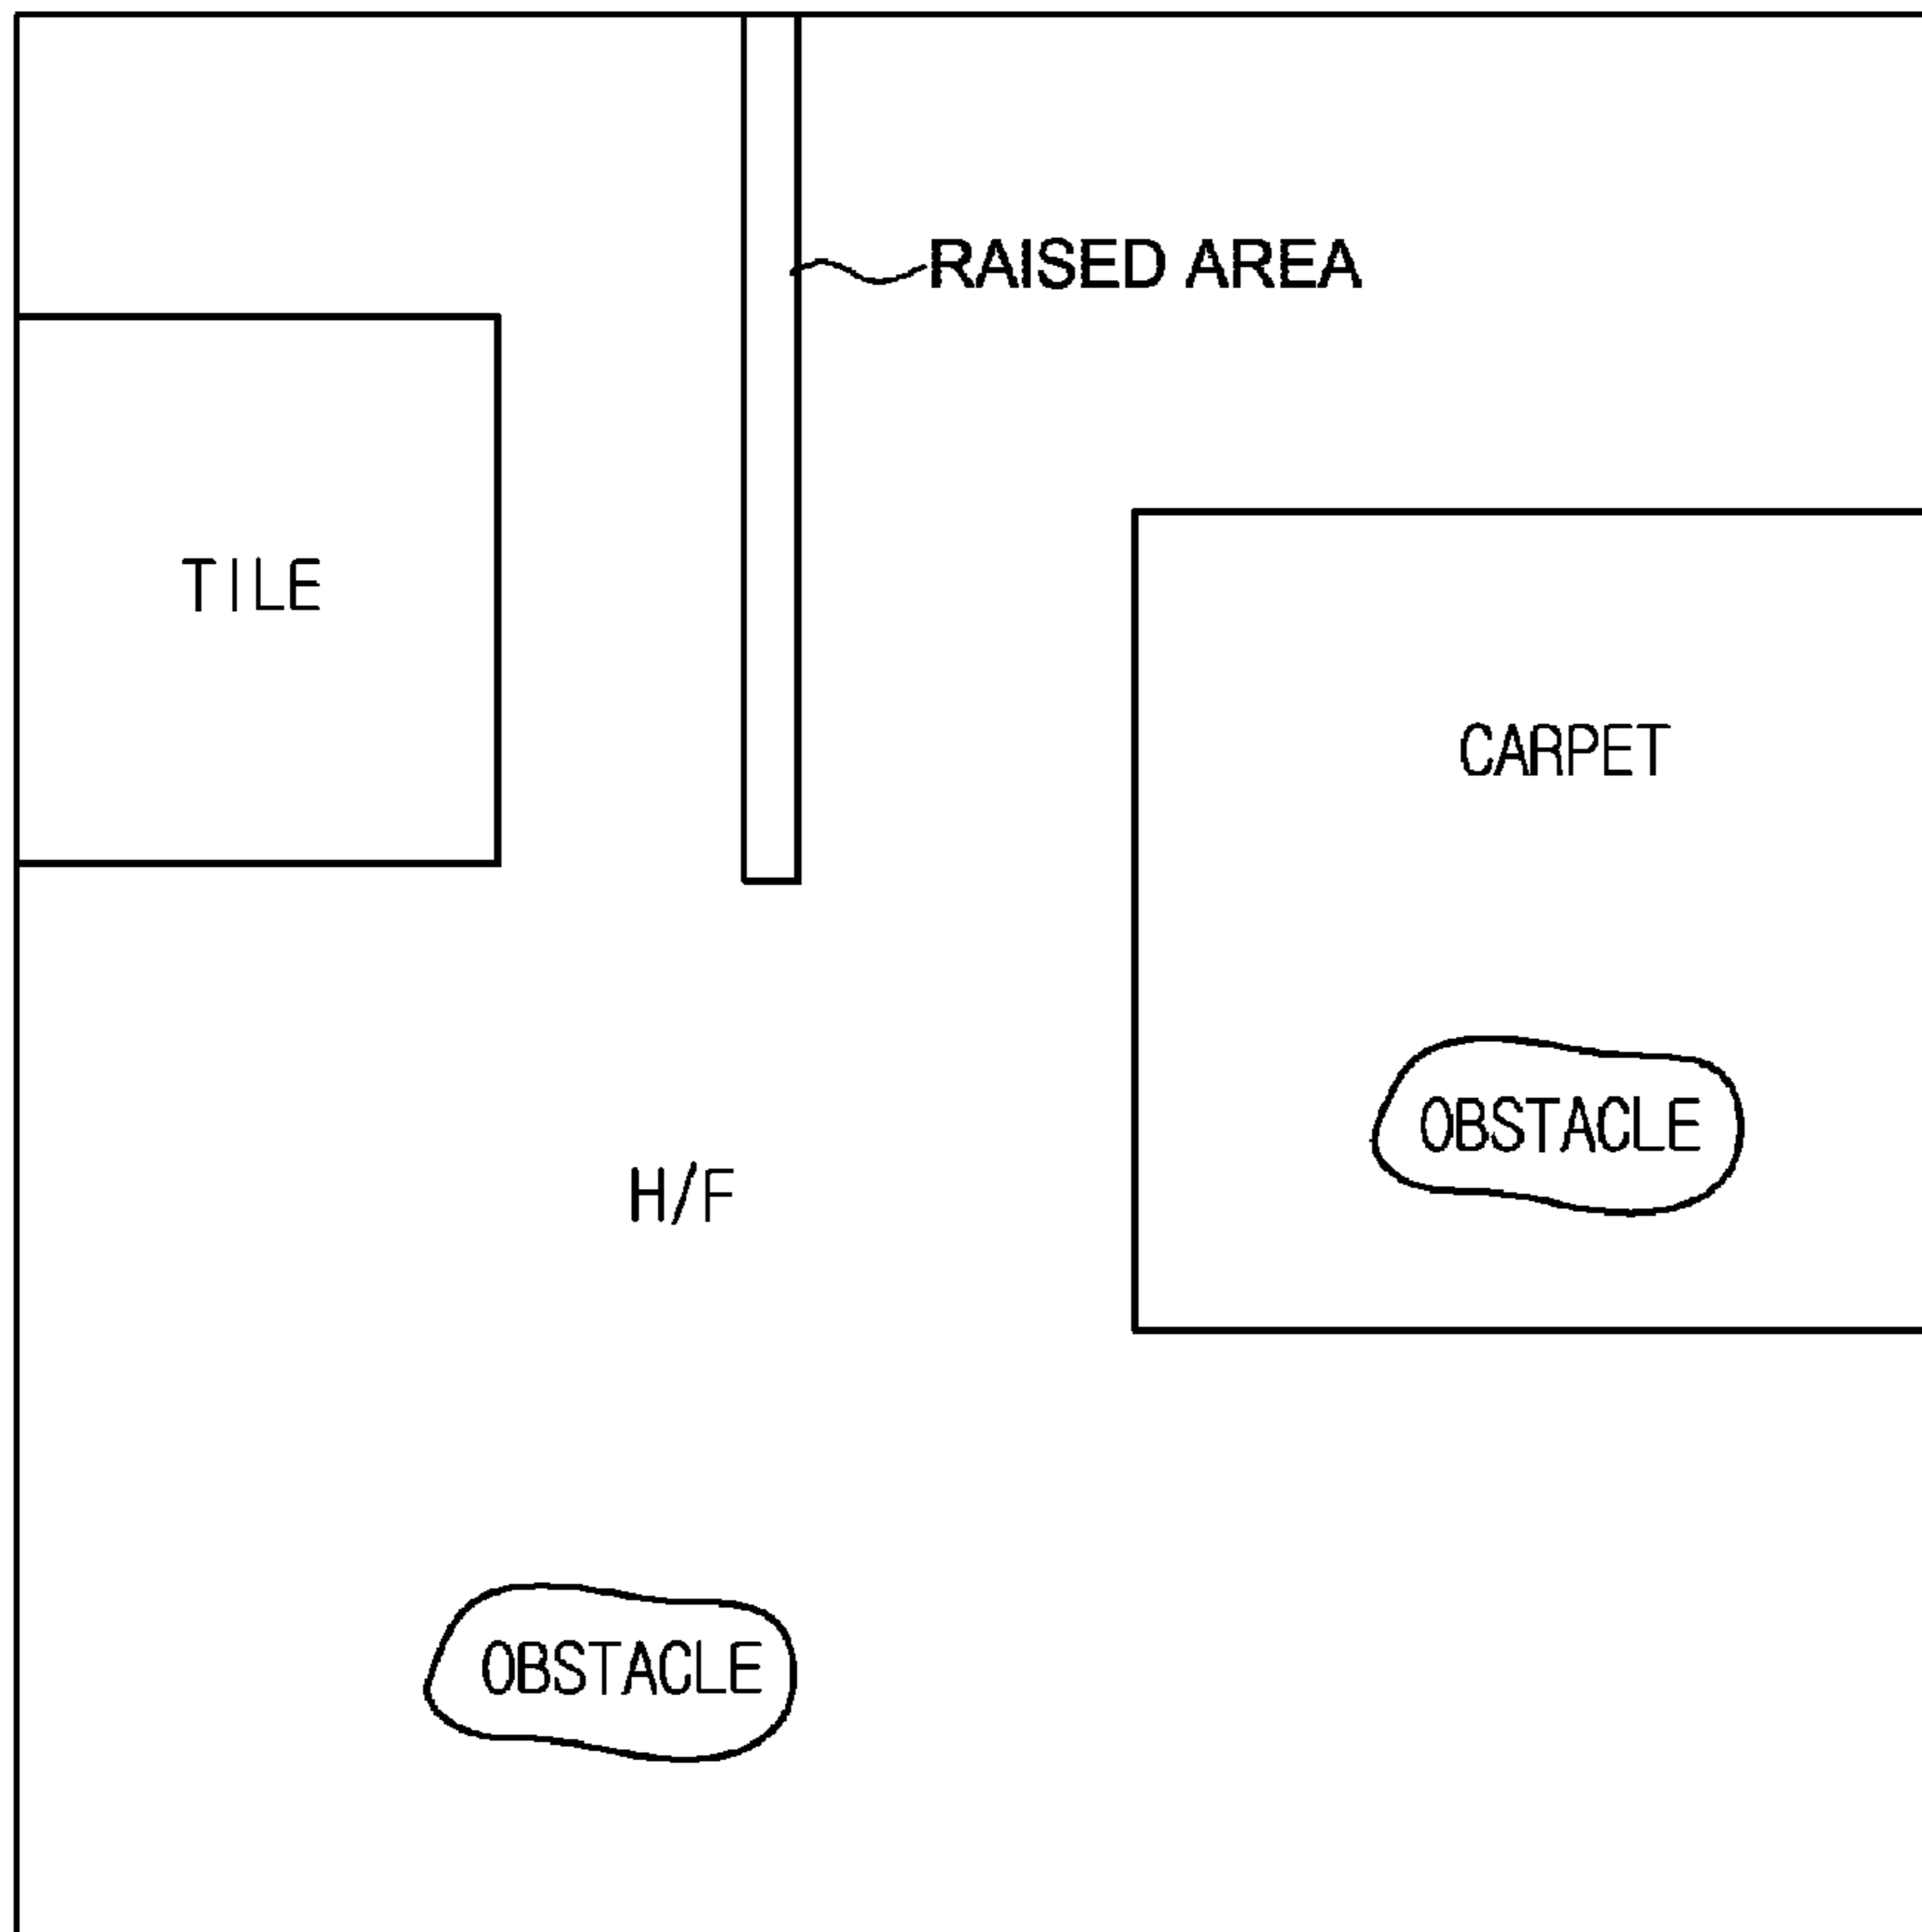 RAISED AREA
TILE
CARPET
OBSTACLE
H/F
OBSTACLE